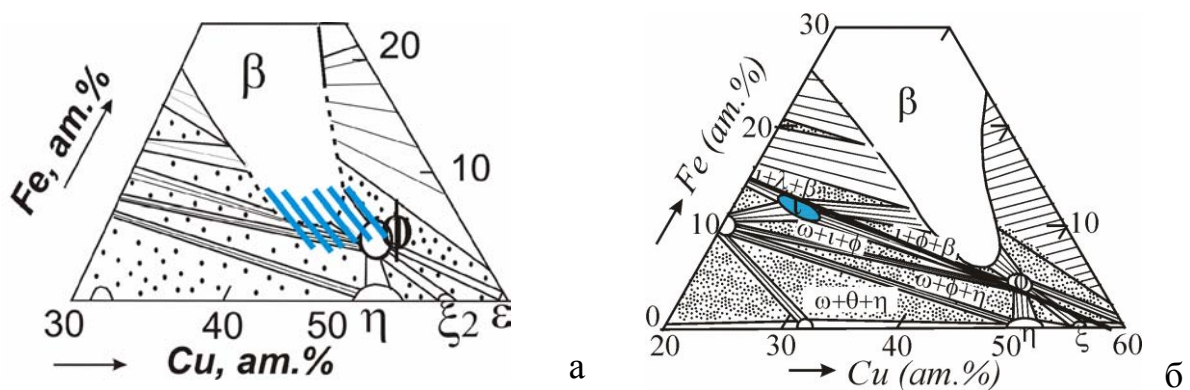 β
20
Fe, ат.%
10
ϕ
30
40
50
η
ξ2
ε
Cu, ат.%
а
30
β
Fe (ат.%)
20
ι+λ+β
10
L
ω+ι+ϕ
ι+ϕ+β
10
ω+ϕ+η
φ
ω+θ+η
0
20
30
40
50
η
ξ
60
Cu (ат.%)
б